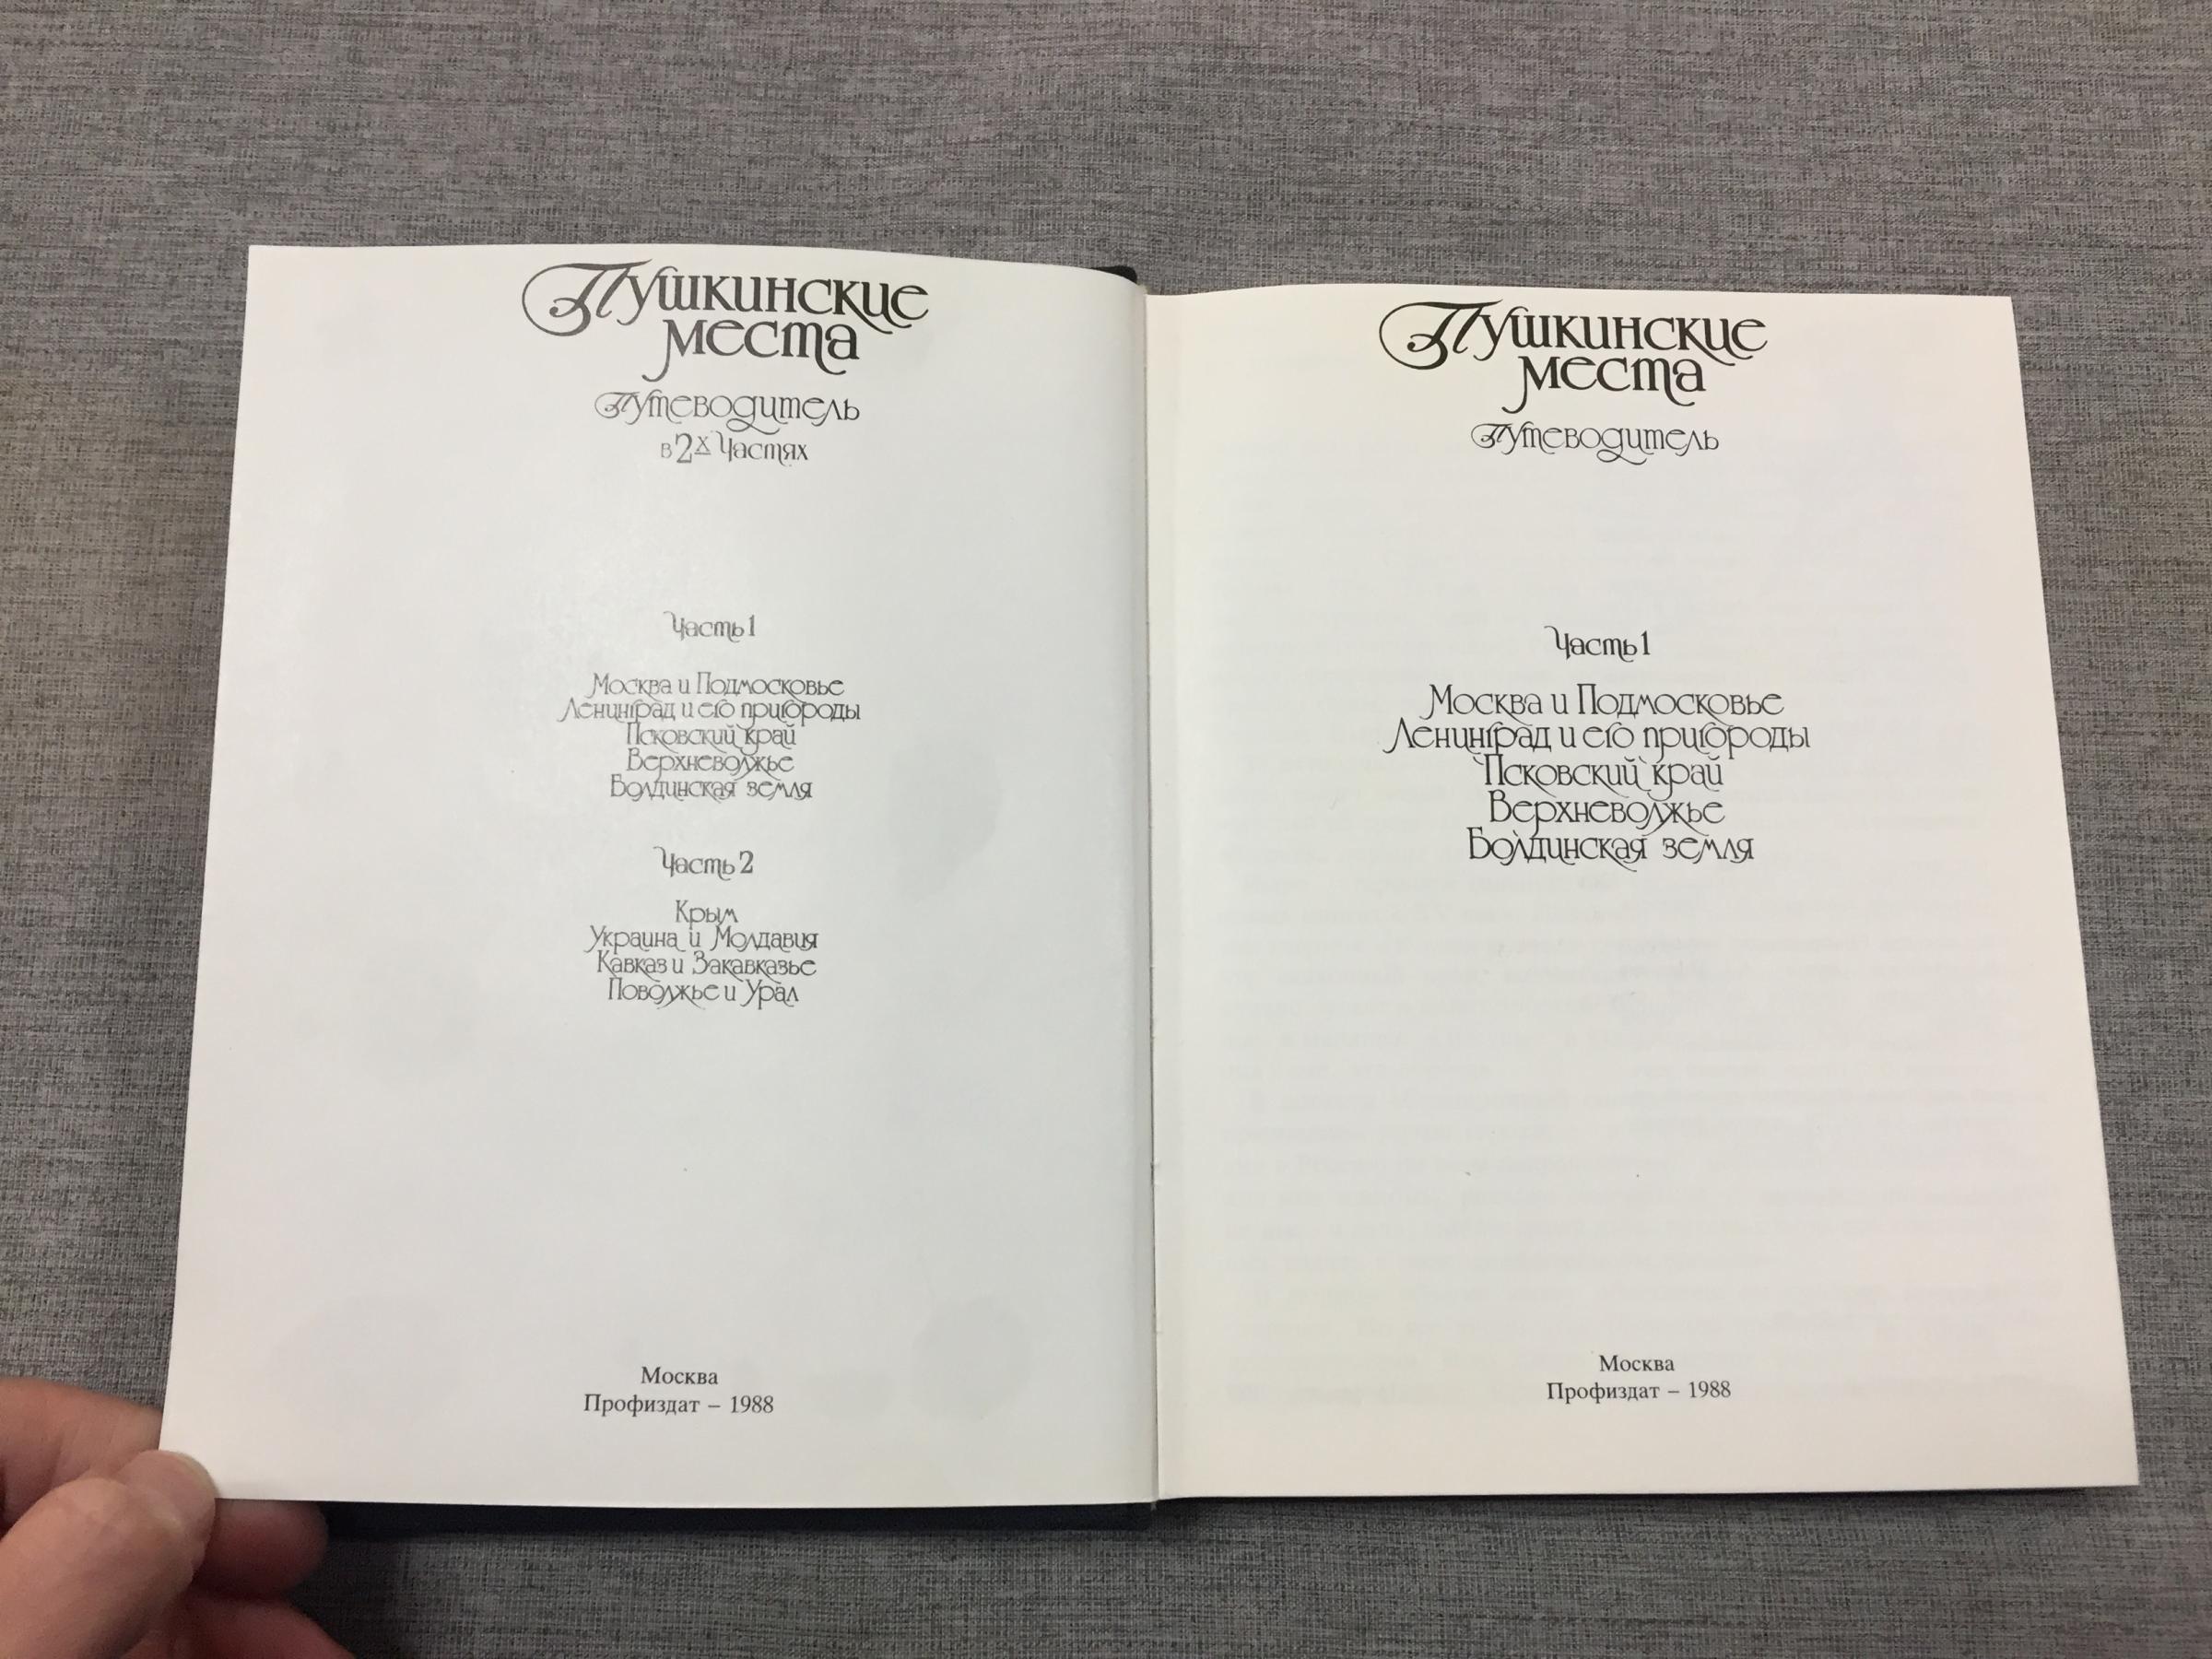 Пушкинские
места
Путеводитель
в 2х Частях
Часть 1
Москва и Подмосковье
Ленинград и его пригороды
Псковский край
Верхневолжье
Болдинская земля
Часть 2
Крым
Украина и Молдавия
Кавказ и Закавказье
Поволжье и Урал
Москва
Профиздат – 1988
Пушкинские
места
Путеводитель
Часть 1
Москва и Подмосковье
Ленинград и его пригороды
Псковский край
Верхневолжье
Болдинская земля
Москва
Профиздат – 1988